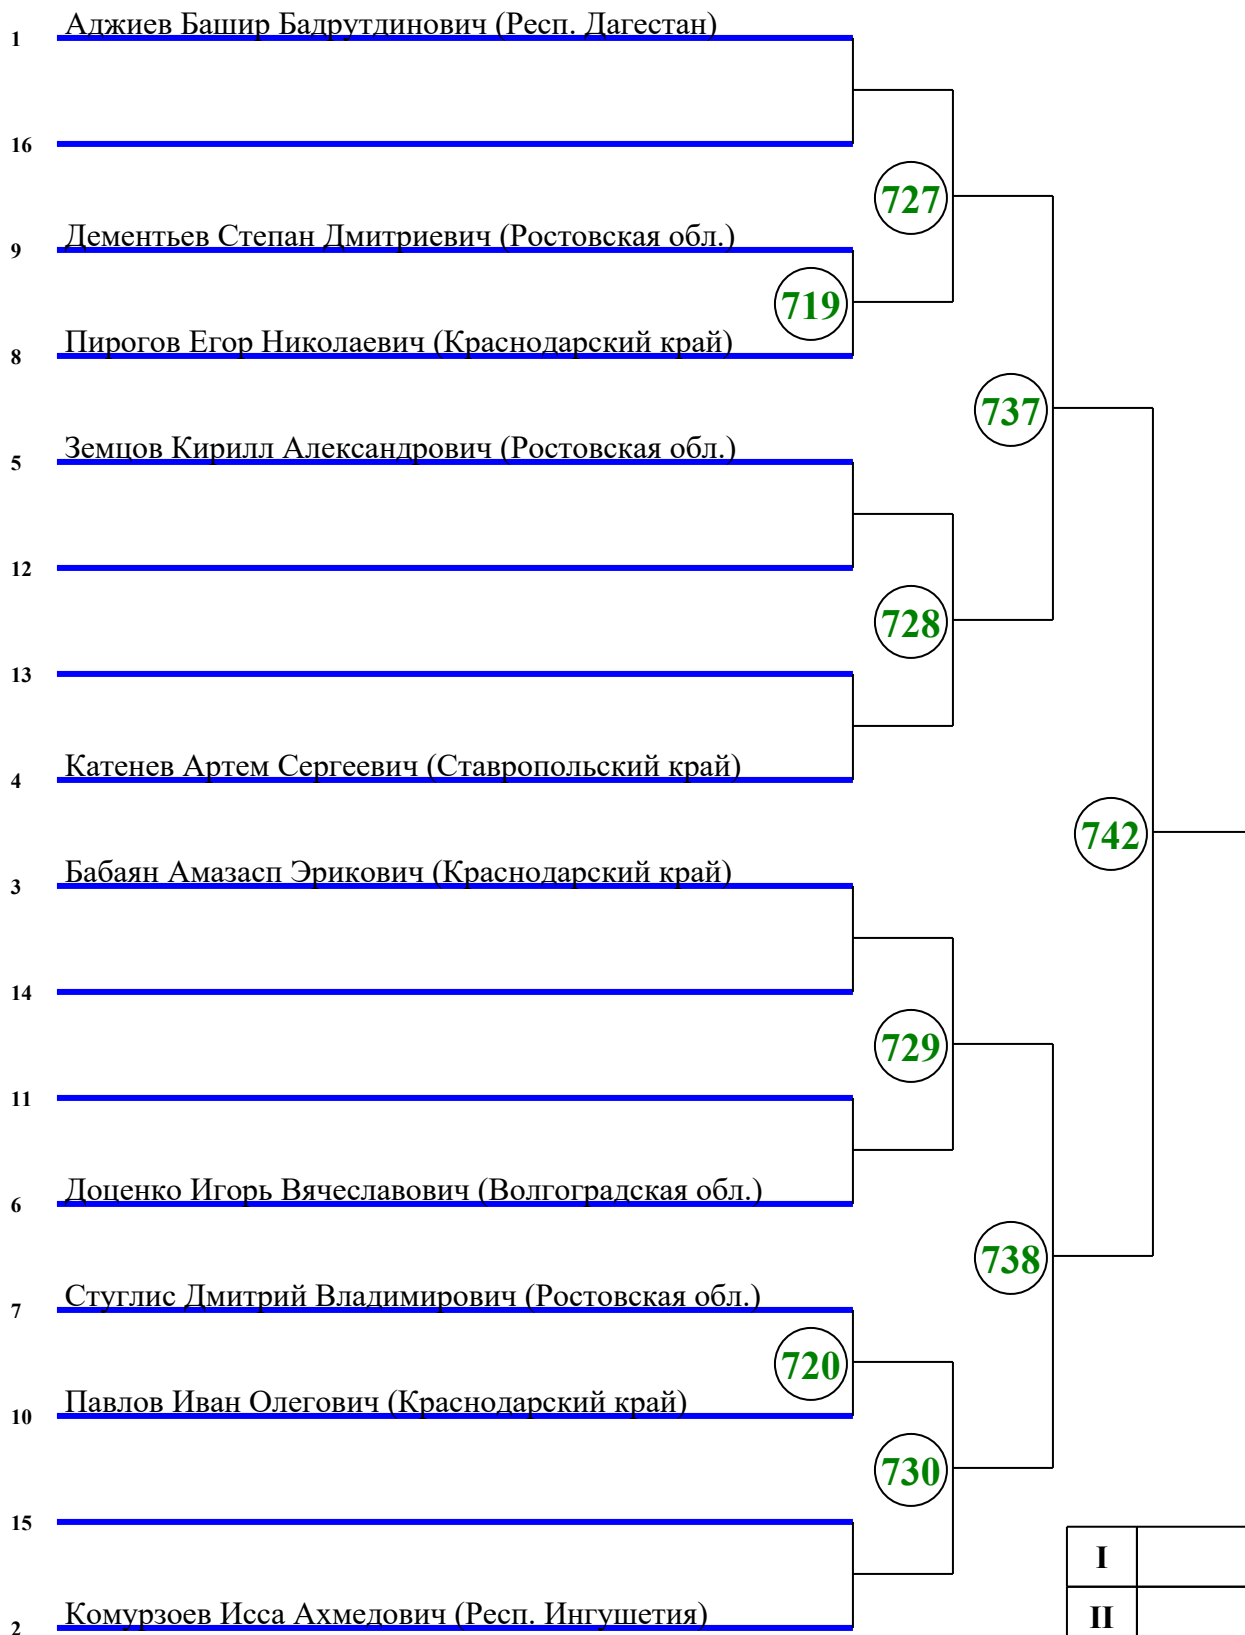 1 Аджиев Башир Бадрутдинович (Респ. Дагестан)
16
727
9 Дементьев Степан Дмитриевич (Ростовская обл.)
719
8 Пирогов Егор Николаевич (Краснодарский край)
737
5 Земцов Кирилл Александрович (Ростовская обл.)
12
728
13
4 Катенев Артем Сергеевич (Ставропольский край)
742
3 Бабаян Амазасп Эрикович (Краснодарский край)
14
729
11
6 Доценко Игорь Вячеславович (Волгоградская обл.)
738
7 Стуглис Дмитрий Владимирович (Ростовская обл.)
720
10 Павлов Иван Олегович (Краснодарский край)
730
15
I
2 Комурзоев Исса Ахмедович (Респ. Ингушетия)
II